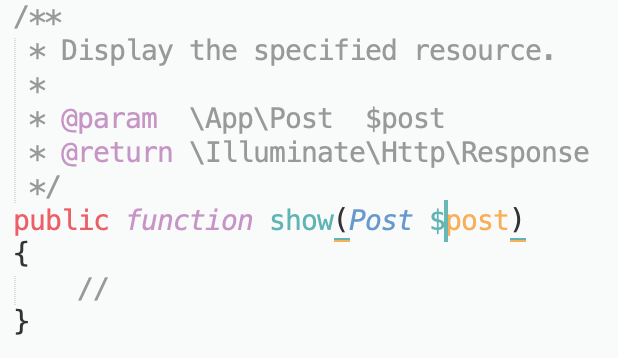 /**
 * Display the specified resource.
 *
 * @param  \App\Post  $post
 * @return \Illuminate\Http\Response
 */
public function show(Post $post)
{
    //
}